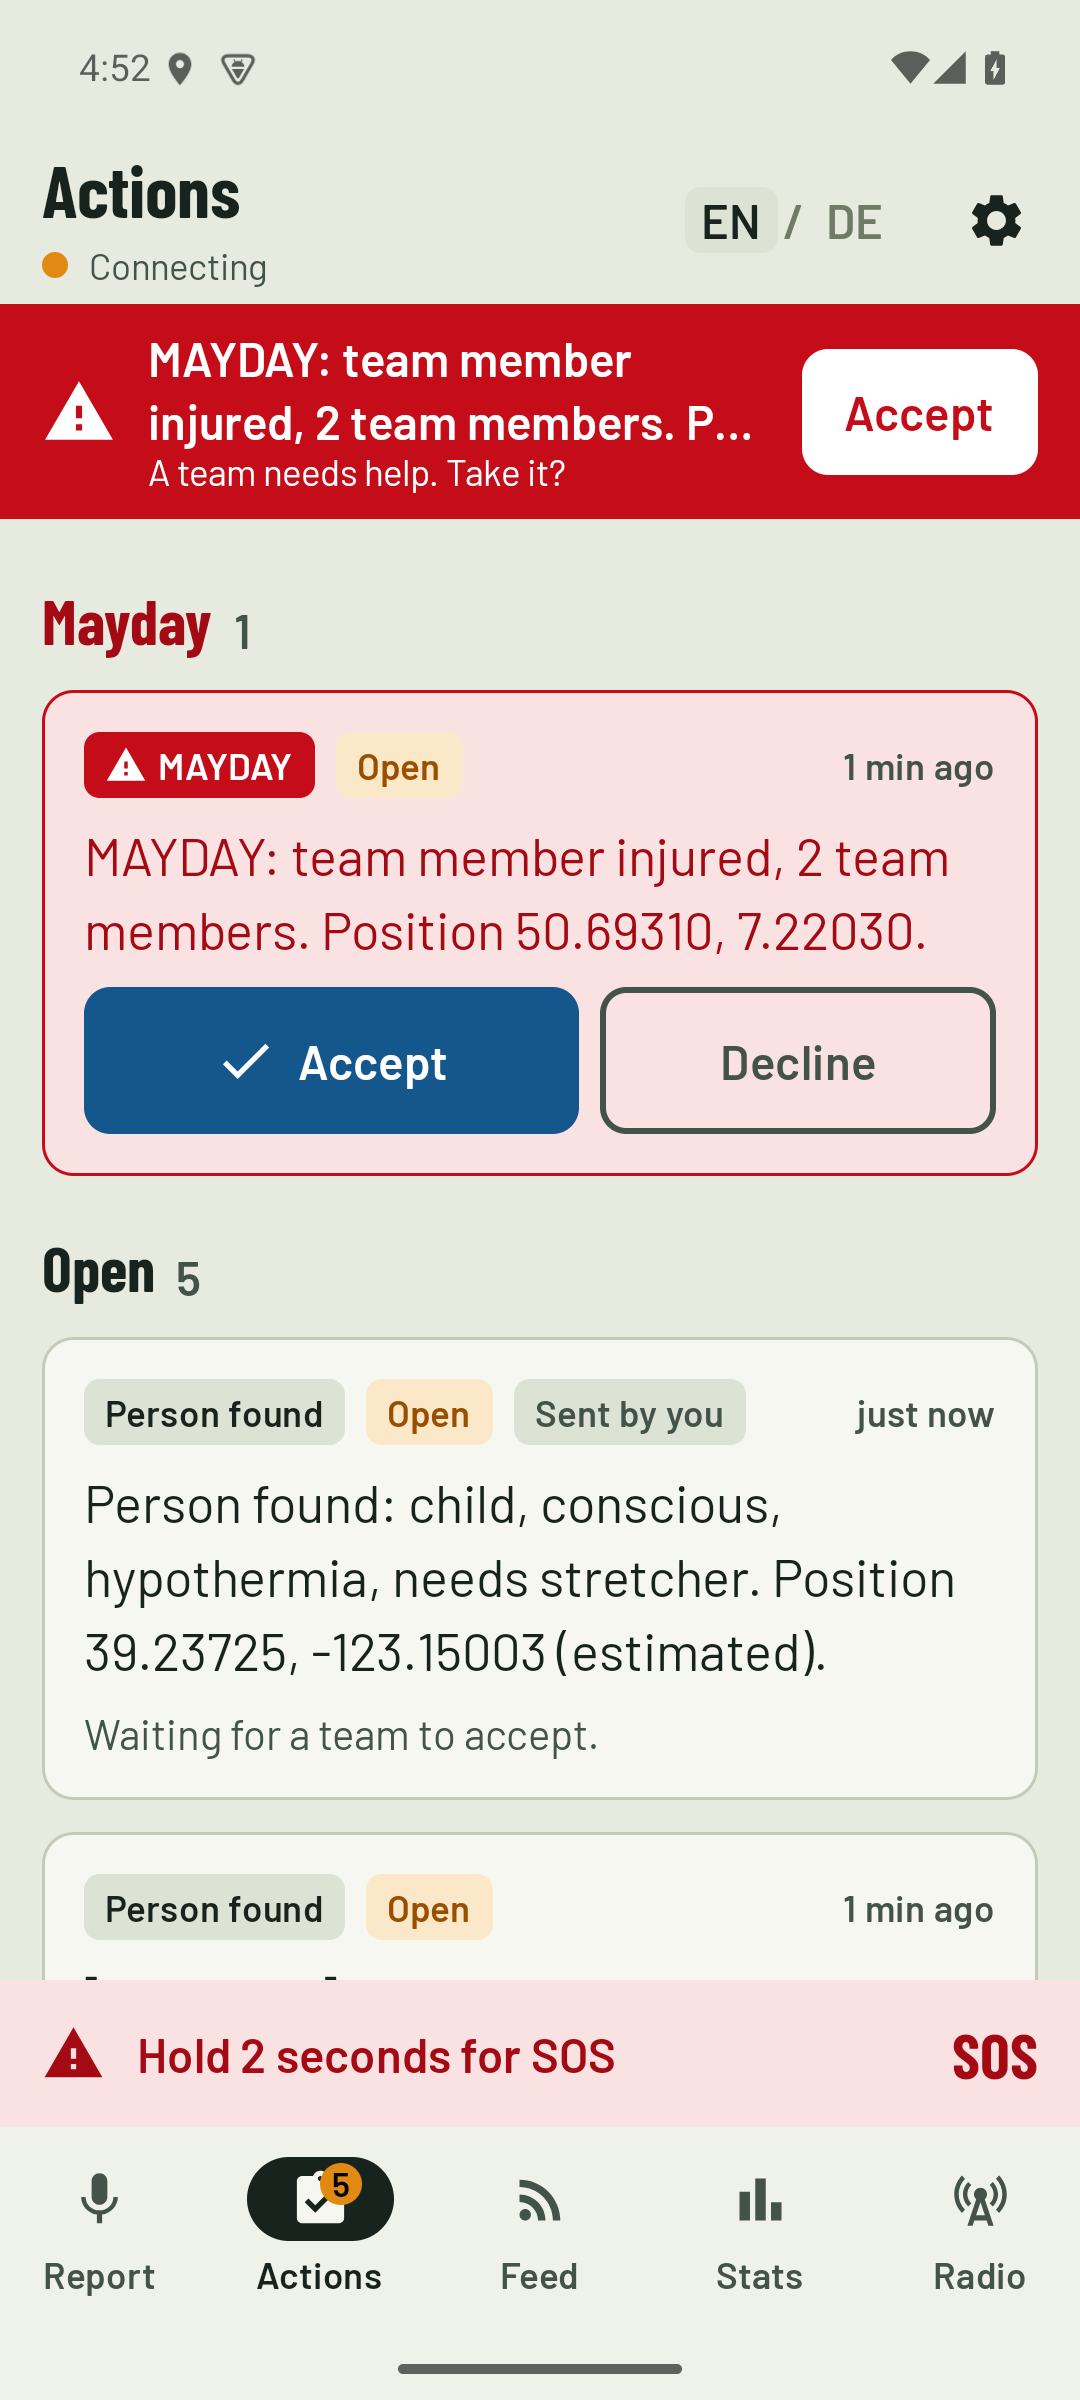 4:52
Actions
EN / DE
Connecting
MAYDAY: team member
injured, 2 team members. P...
A team needs help. Take it?
Accept
Mayday 1
MAYDAY Open 1 min ago
MAYDAY: team member injured, 2 team
members. Position 50.69310, 7.22030.
Accept Decline
Open 5
Person found Open Sent by you just now
Person found: child, conscious,
hypothermia, needs stretcher. Position
39.23725, -123.15003 (estimated).
Waiting for a team to accept.
Person found Open 1 min ago
Hold 2 seconds for SOS SOS
5
Report Actions Feed Stats Radio